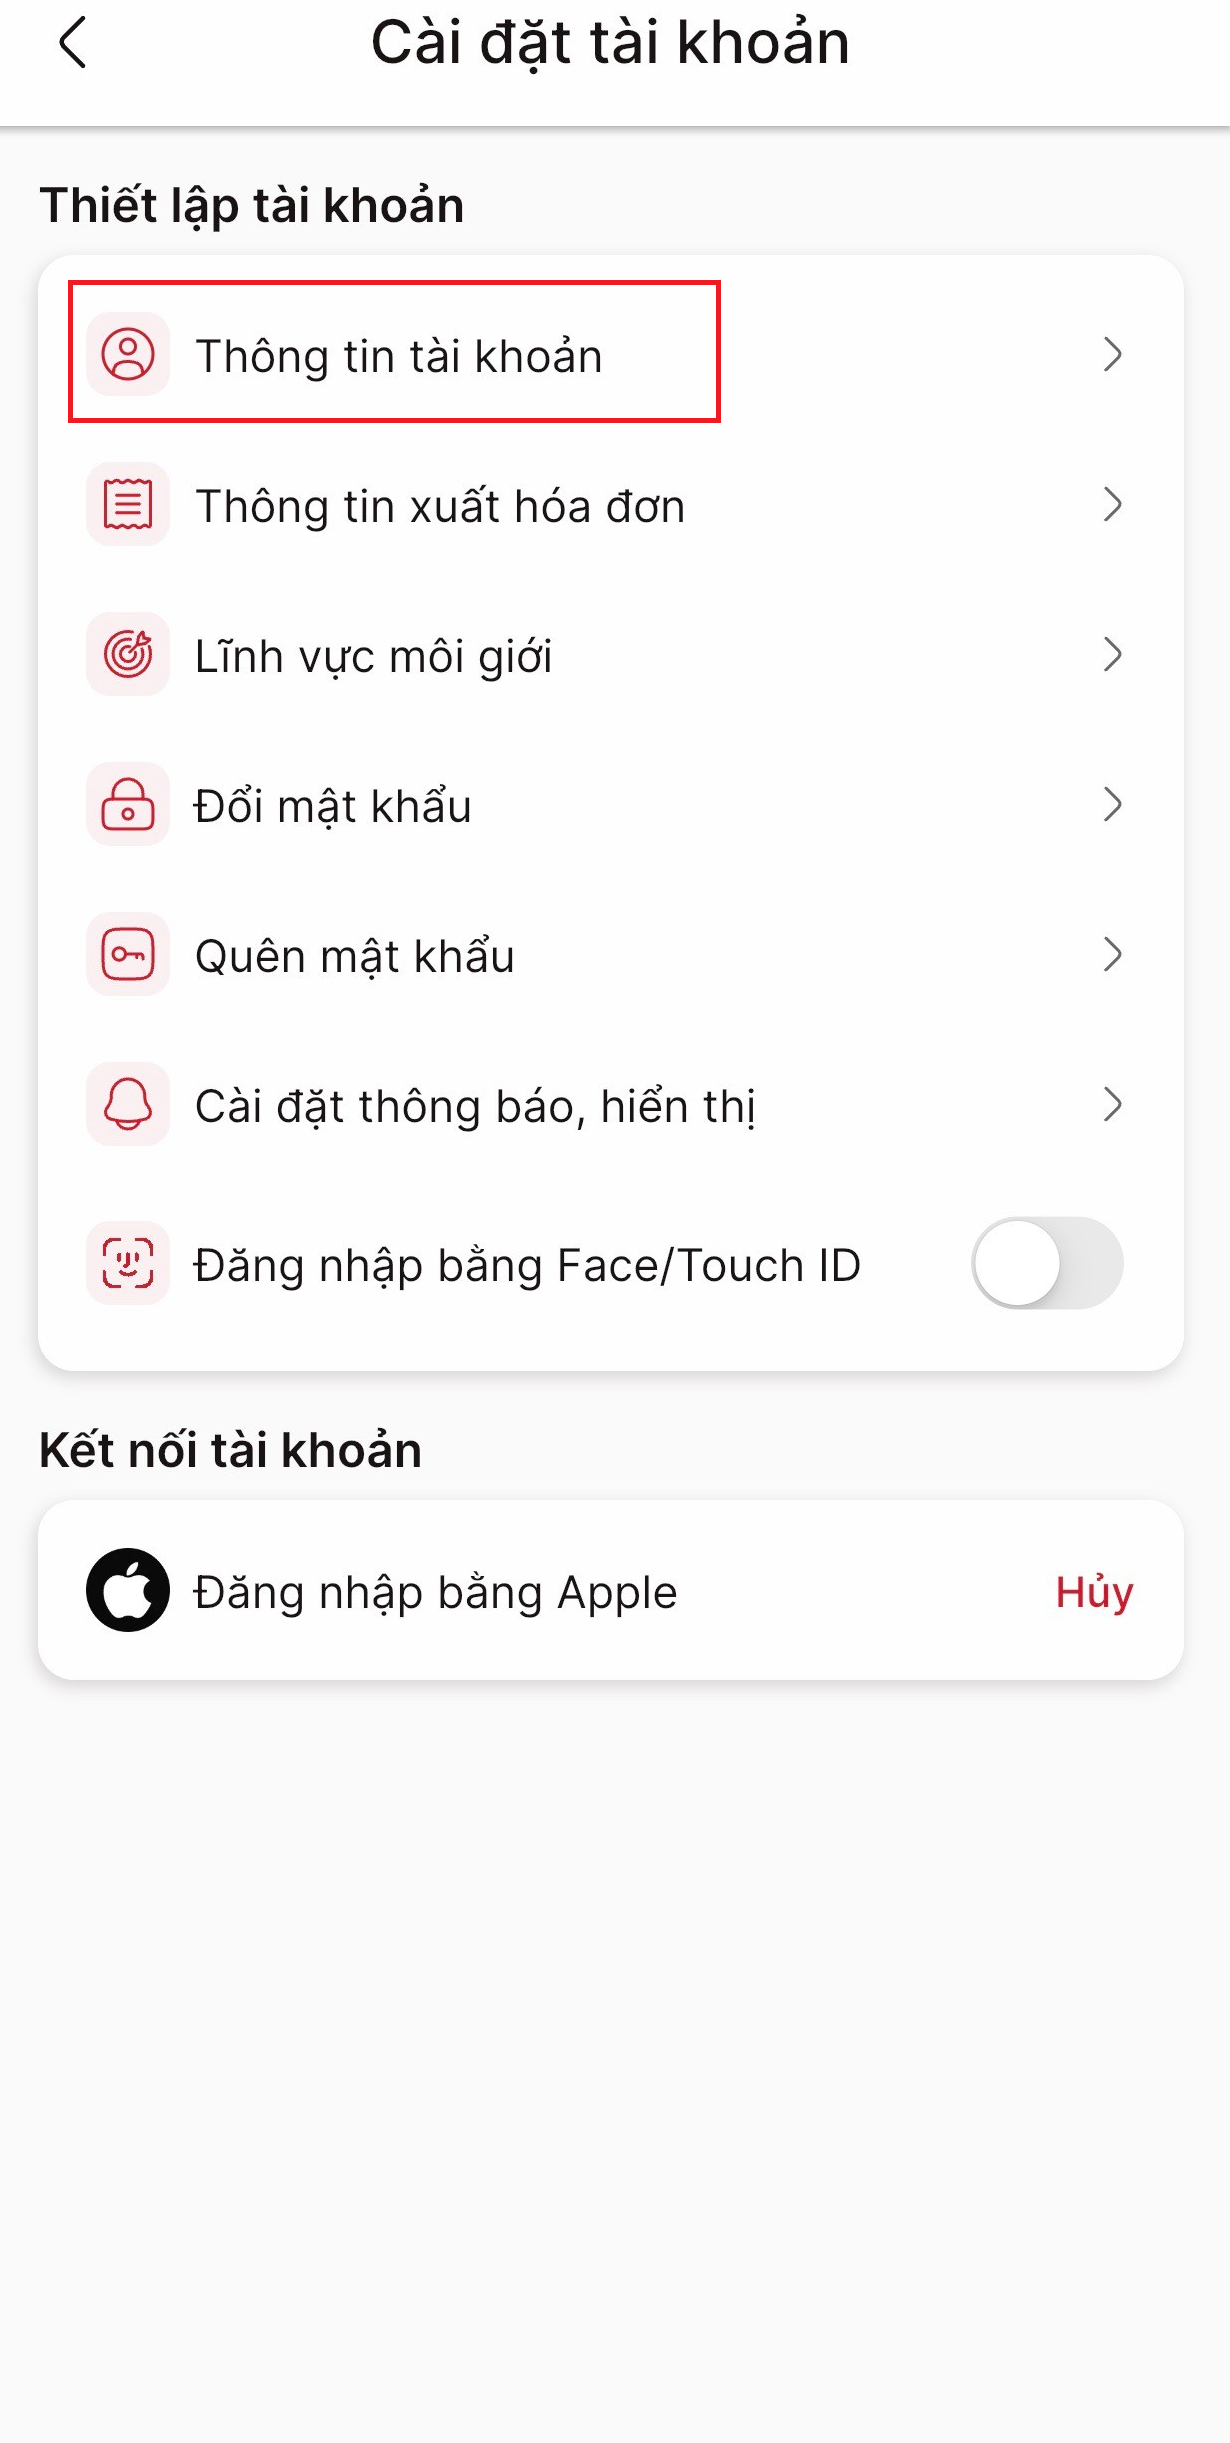 Cài đặt tài khoản
Thiết lập tài khoản
Thông tin tài khoản
Thông tin xuất hóa đơn
Lĩnh vực môi giới
Đổi mật khẩu
Quên mật khẩu
Cài đặt thông báo, hiển thị
Đăng nhập bằng Face/Touch ID
Kết nối tài khoản
Đăng nhập bằng Apple Hủy